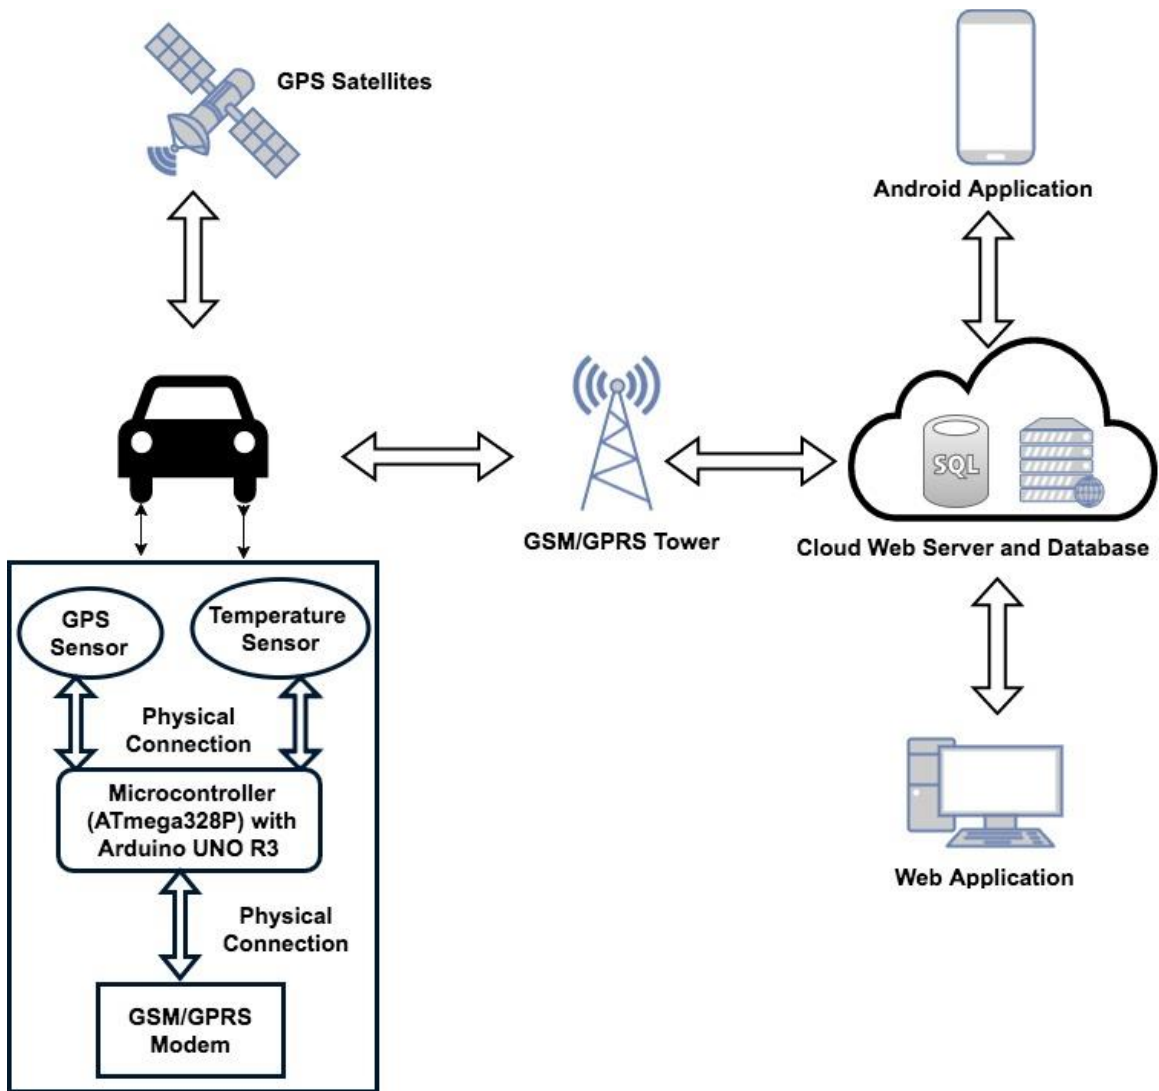 GPS Satellites
Android Application
GSM/GPRS Tower
SQL
Cloud Web Server and Database
GPS
Sensor
Temperature
Sensor
Physical
Connection
Microcontroller
(ATmega328P) with
Arduino UNO R3
Physical
Connection
GSM/GPRS
Modem
Web Application